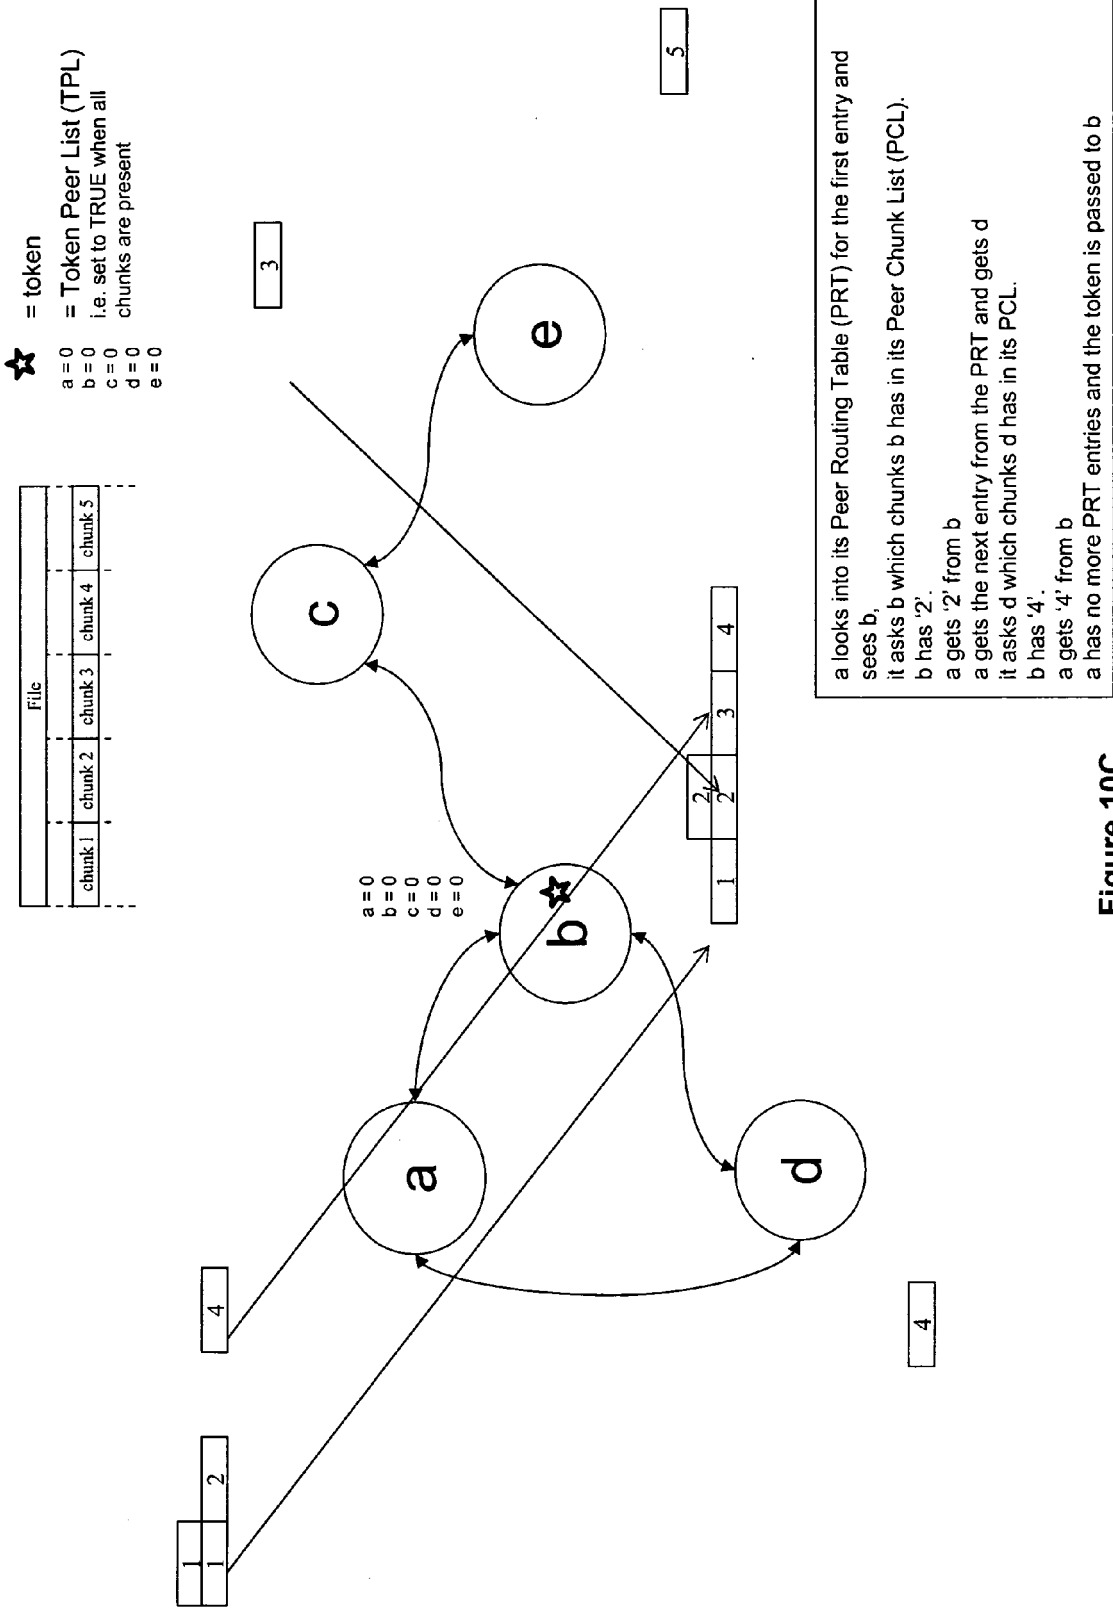 File
chunk 1 chunk 2 chunk 3 chunk 4 chunk 5
= token
a = 0
b = 0
c = 0
d = 0
e = 0
= Token Peer List (TPL)
i.e. set to TRUE when all
chunks are present
1
1 2
4
3
a
c
a = 0
b = 0
c = 0
d = 0
e = 0
b
e
d
4
2
1 2 3 4
5
a looks into its Peer Routing Table (PRT) for the first entry and
sees b,
it asks b which chunks b has in its Peer Chunk List (PCL).
b has '2'.
a gets '2' from b
a gets the next entry from the PRT and gets d
it asks d which chunks d has in its PCL.
b has '4'.
a gets '4' from b
a has no more PRT entries and the token is passed to b
Figure 10C